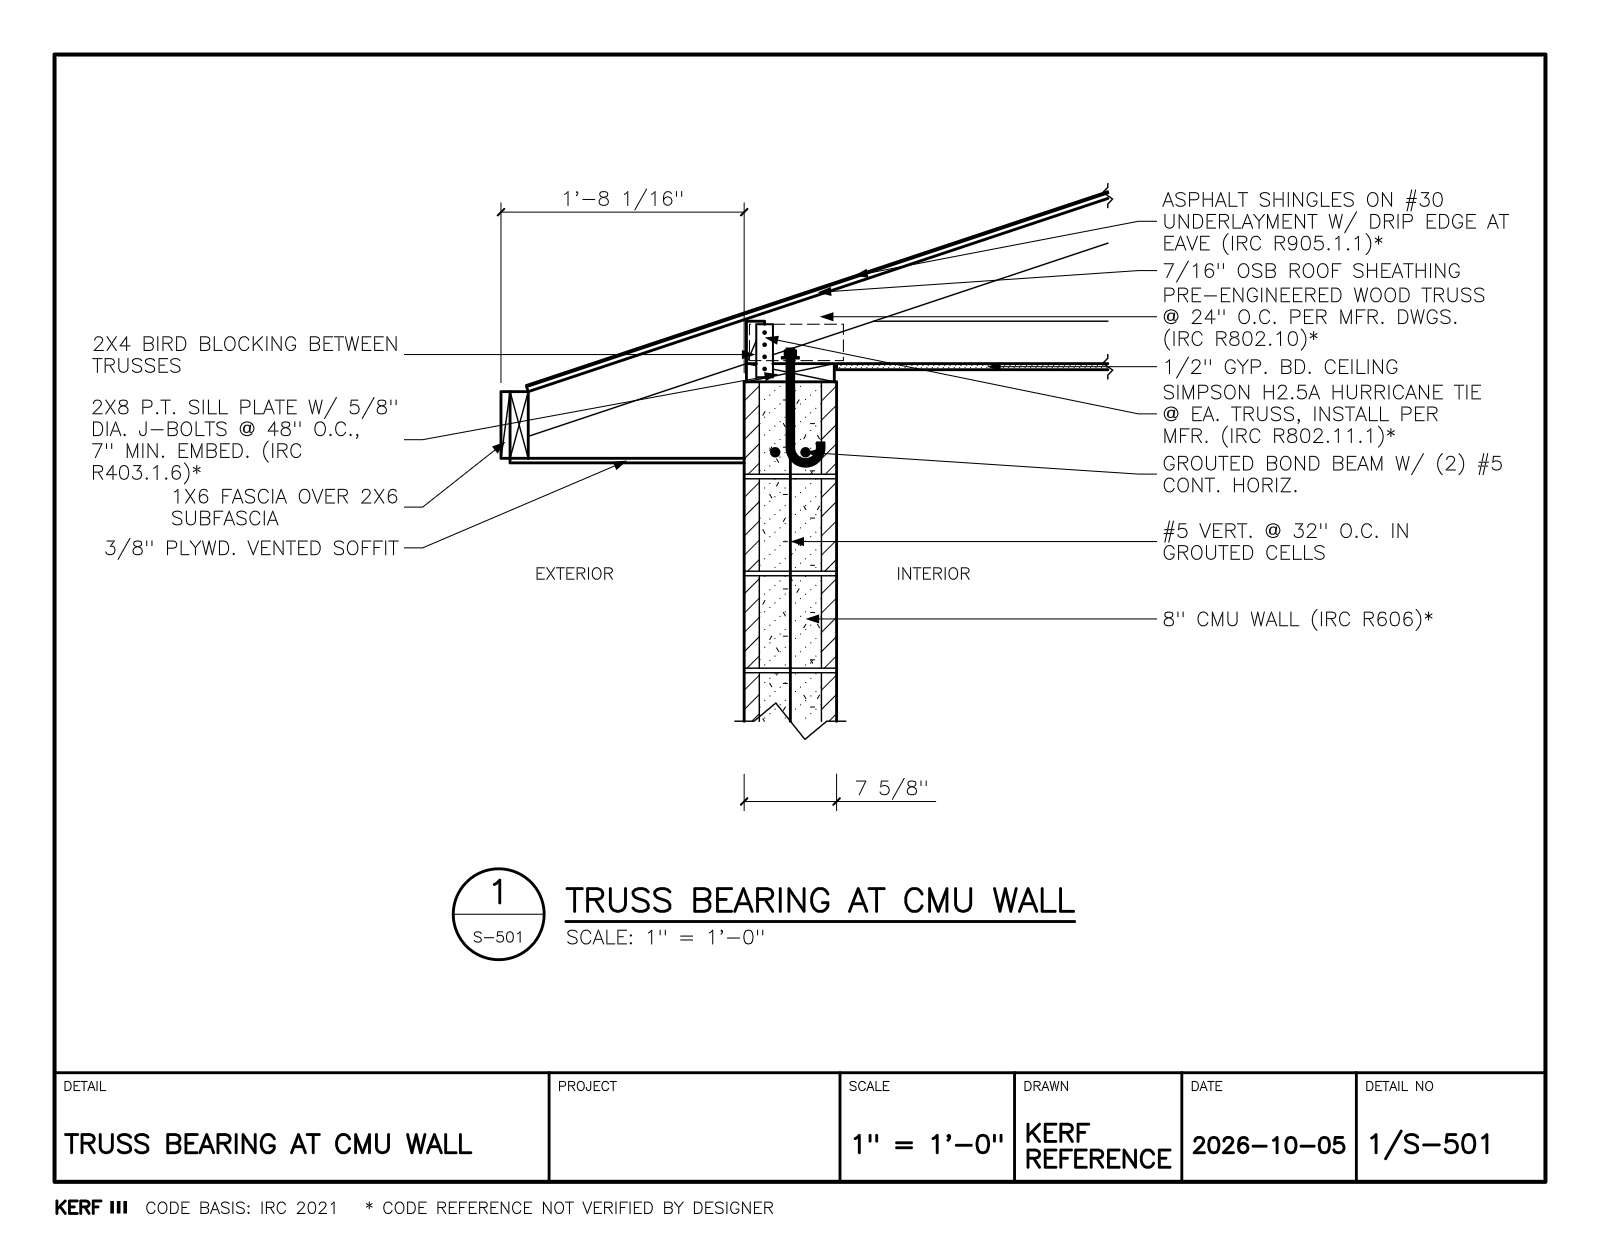 1'-8 1/16"
ASPHALT SHINGLES ON #30
UNDERLAYMENT W/ DRIP EDGE AT
EAVE (IRC R905.1.1)*
7/16" OSB ROOF SHEATHING
PRE-ENGINEERED WOOD TRUSS
@ 24" O.C. PER MFR. DWGS.
(IRC R802.10)*
1/2" GYP. BD. CEILING
SIMPSON H2.5A HURRICANE TIE
@ EA. TRUSS, INSTALL PER
MFR. (IRC R802.11.1)*
GROUTED BOND BEAM W/ (2) #5
CONT. HORIZ.
#5 VERT. @ 32" O.C. IN
GROUTED CELLS
8" CMU WALL (IRC R606)*
2X4 BIRD BLOCKING BETWEEN
TRUSSES
2X8 P.T. SILL PLATE W/ 5/8"
DIA. J-BOLTS @ 48" O.C.,
7" MIN. EMBED. (IRC
R403.1.6)*
1X6 FASCIA OVER 2X6
SUBFASCIA
3/8" PLYWD. VENTED SOFFIT
EXTERIOR
INTERIOR
7 5/8"
1
S-501
TRUSS BEARING AT CMU WALL
SCALE: 1" = 1'-0"
DETAIL
TRUSS BEARING AT CMU WALL
PROJECT
SCALE
1" = 1'-0"
DRAWN
KERF
REFERENCE
DATE
2026-10-05
DETAIL NO
1/S-501
KERF CODE BASIS: IRC 2021 * CODE REFERENCE NOT VERIFIED BY DESIGNER